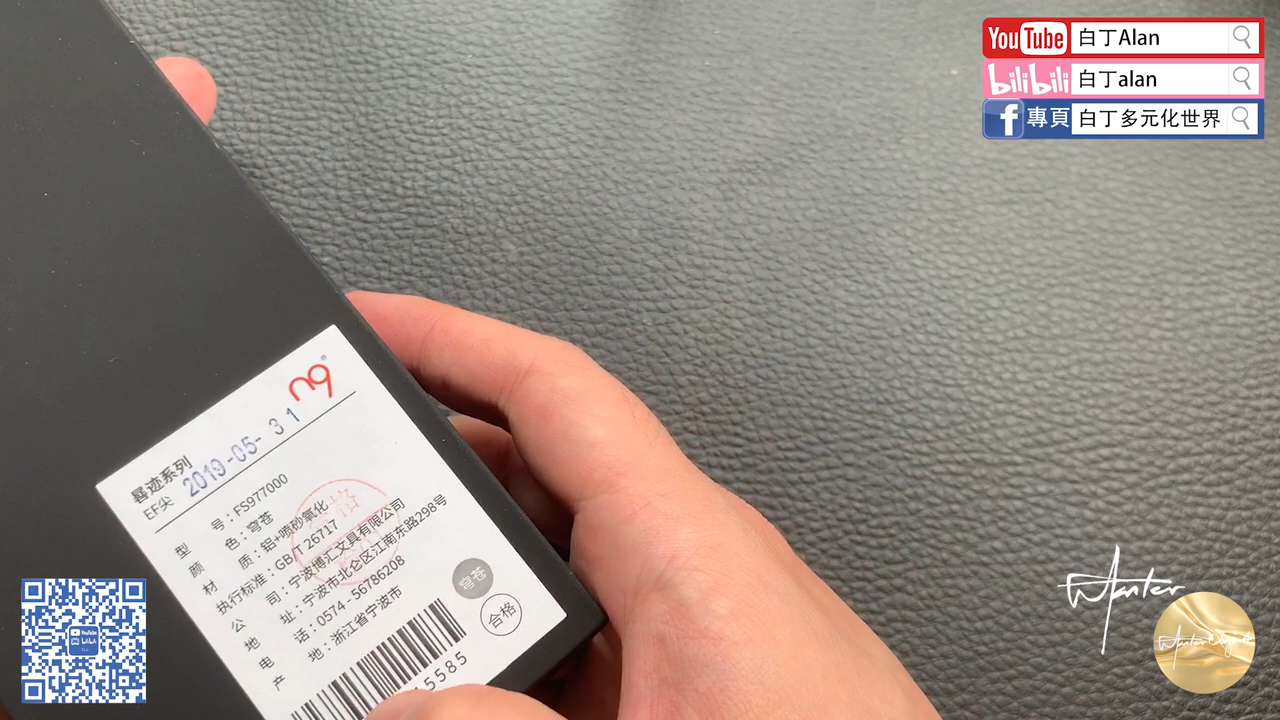 YouTube 白丁Alan
bilibili 白丁alan
f 專頁 白丁多元化世界
n9
晷迹系列
EF尖
2019-05-31
型 号：FS977000
颜 色：穹苍
材 质：铝+喷砂氧化
执行标准：GB/T 26717
公 司：宁波博汇文具有限公司
地 址：宁波市北仑区江南东路298号
电 话：0574-56786208
产 地：浙江省宁波市
穹苍
合格
15585